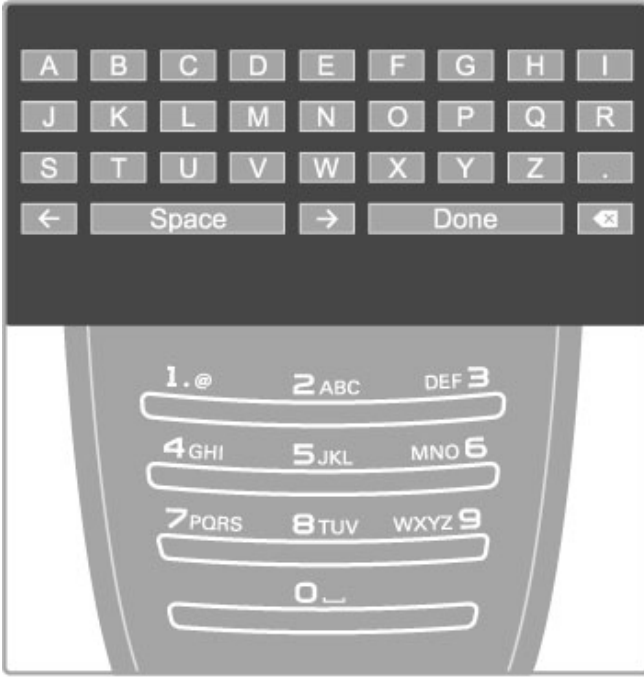 A B C D E F G H I
J K L M N O P Q R
S T U V W X Y Z .
← Space → Done ⌫
1.@ 2ABC DEF3
4GHI 5JKL MNO6
7PQRS 8TUV WXYZ9
0⎵